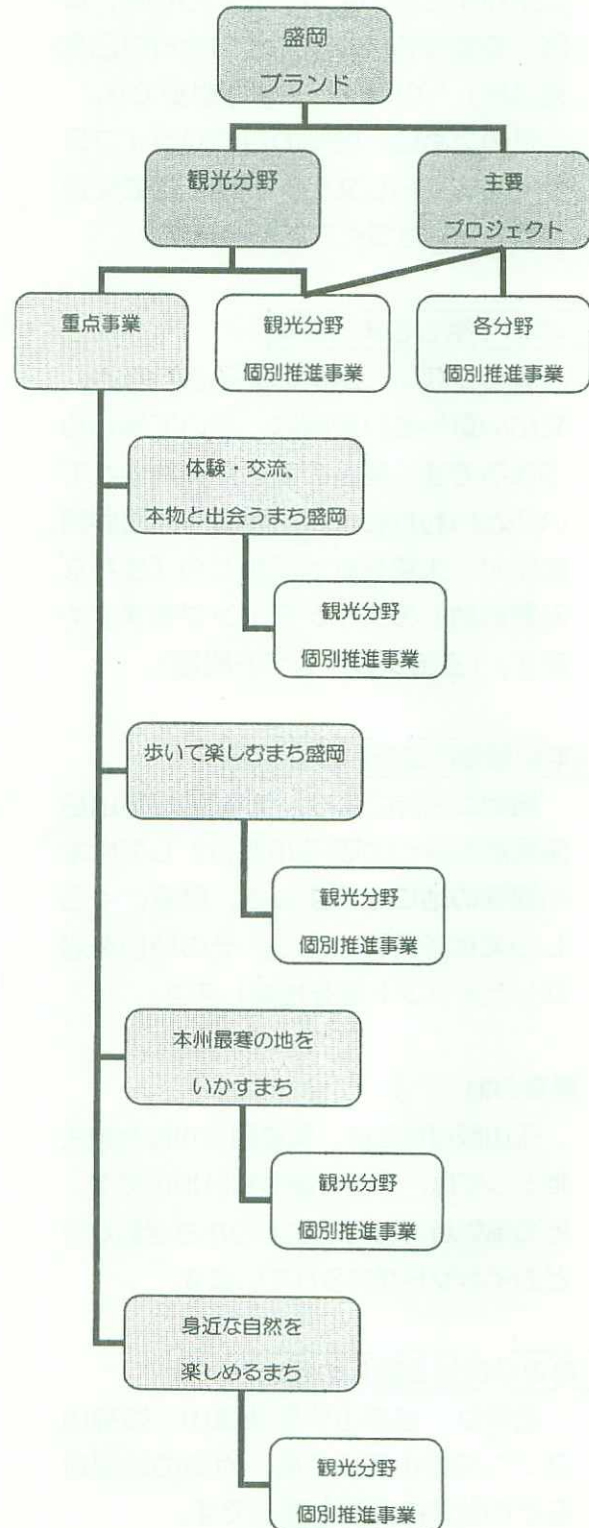 盛岡
ブランド
観光分野
主要
プロジェクト
重点事業
観光分野
個別推進事業
各分野
個別推進事業
体験・交流、
本物と出会うまち盛岡
観光分野
個別推進事業
歩いて楽しむまち盛岡
観光分野
個別推進事業
本州最寒の地を
いかすまち
観光分野
個別推進事業
身近な自然を
楽しめるまち
観光分野
個別推進事業